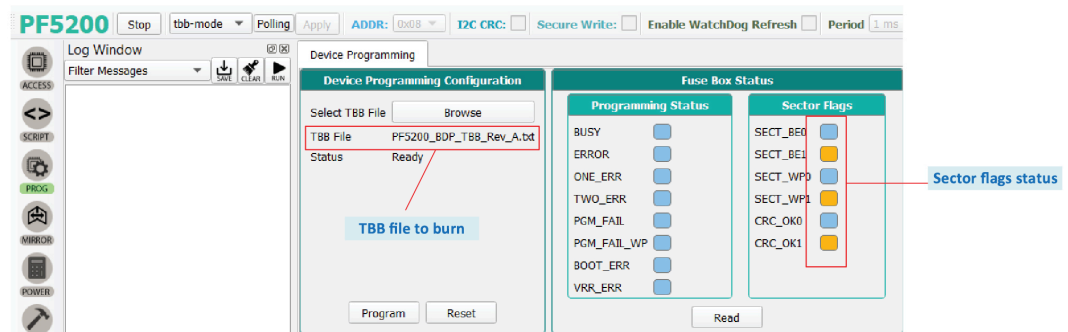 PF5200 Stop tbb-mode Polling Apply ADDR: 0x08 I2C CRC: Secure Write: Enable WatchDog Refresh Period 1 ms
Log Window
Filter Messages
SAVE CLEAR RUN
ACCESS
SCRIPT
PROG
MIRROR
POWER
Device Programming
Device Programming Configuration
Select TBB File Browse
TBB File PF5200_BDP_TBB_Rev_A.txt
Status Ready
TBB file to burn
Program Reset
Fuse Box Status
Programming Status
BUSY
ERROR
ONE_ERR
TWO_ERR
PGM_FAIL
PGM_FAIL_WP
BOOT_ERR
VRR_ERR
Sector Flags
SECT_BE0
SECT_BE1
SECT_WP0
SECT_WP1
CRC_OK0
CRC_OK1
Read
Sector flags status